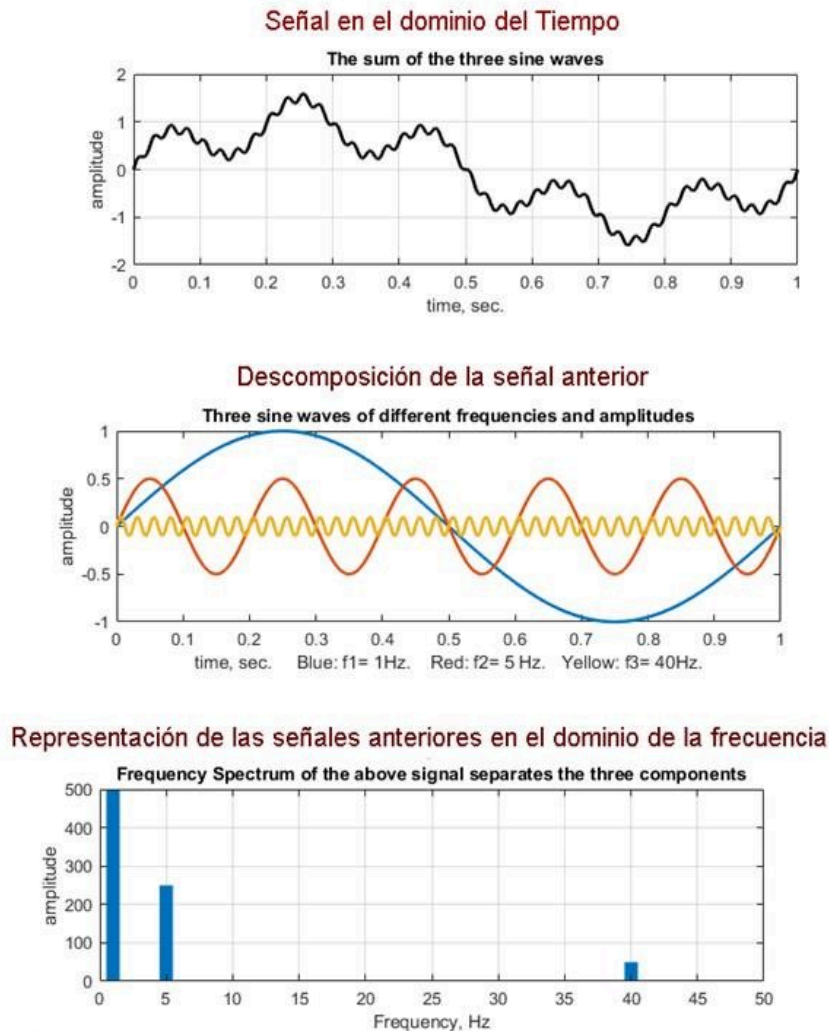 Señal en el dominio del Tiempo
The sum of the three sine waves
2
1
0
-1
-2
amplitude
0 0.1 0.2 0.3 0.4 0.5 0.6 0.7 0.8 0.9 1
time, sec.
Descomposición de la señal anterior
Three sine waves of different frequencies and amplitudes
1
0.5
0
-0.5
-1
amplitude
0 0.1 0.2 0.3 0.4 0.5 0.6 0.7 0.8 0.9 1
time, sec. Blue: f1= 1Hz. Red: f2= 5 Hz. Yellow: f3= 40Hz.
Representación de las señales anteriores en el dominio de la frecuencia
Frequency Spectrum of the above signal separates the three components
500
400
300
200
100
0
amplitude
0 5 10 15 20 25 30 35 40 45 50
Frequency, Hz